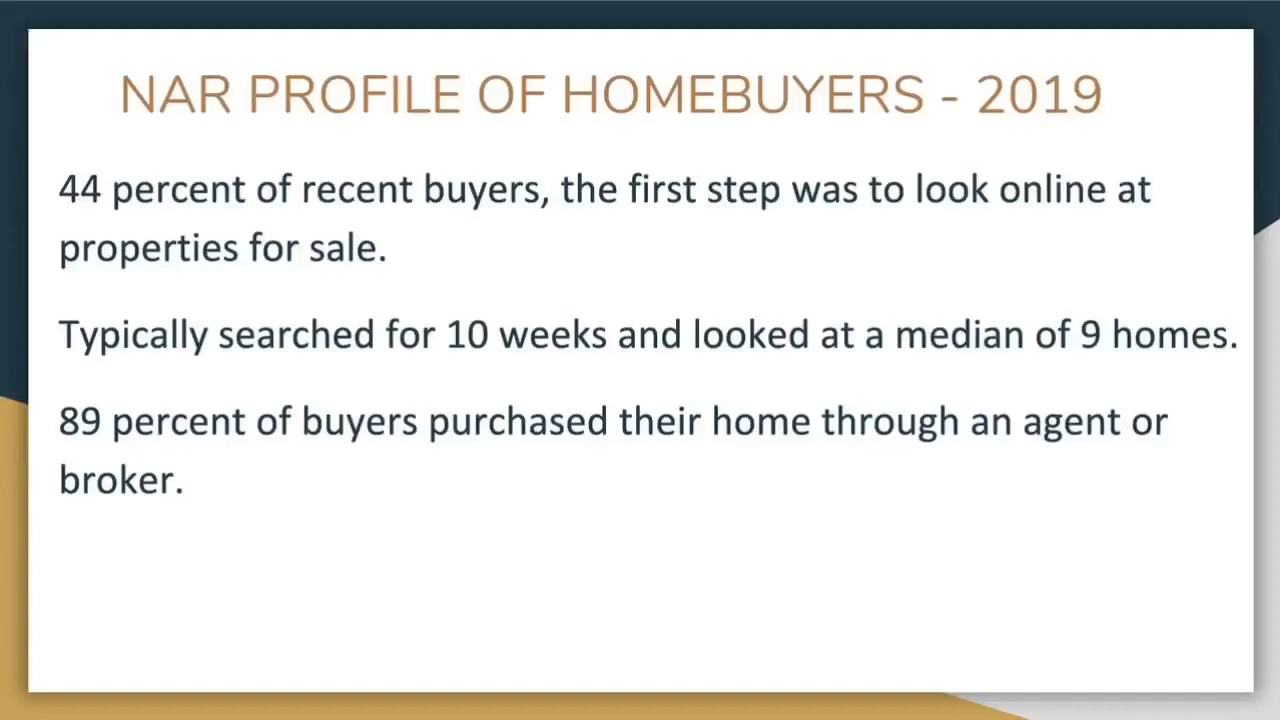 NAR PROFILE OF HOMEBUYERS - 2019
44 percent of recent buyers, the first step was to look online at
properties for sale.
Typically searched for 10 weeks and looked at a median of 9 homes.
89 percent of buyers purchased their home through an agent or
broker.